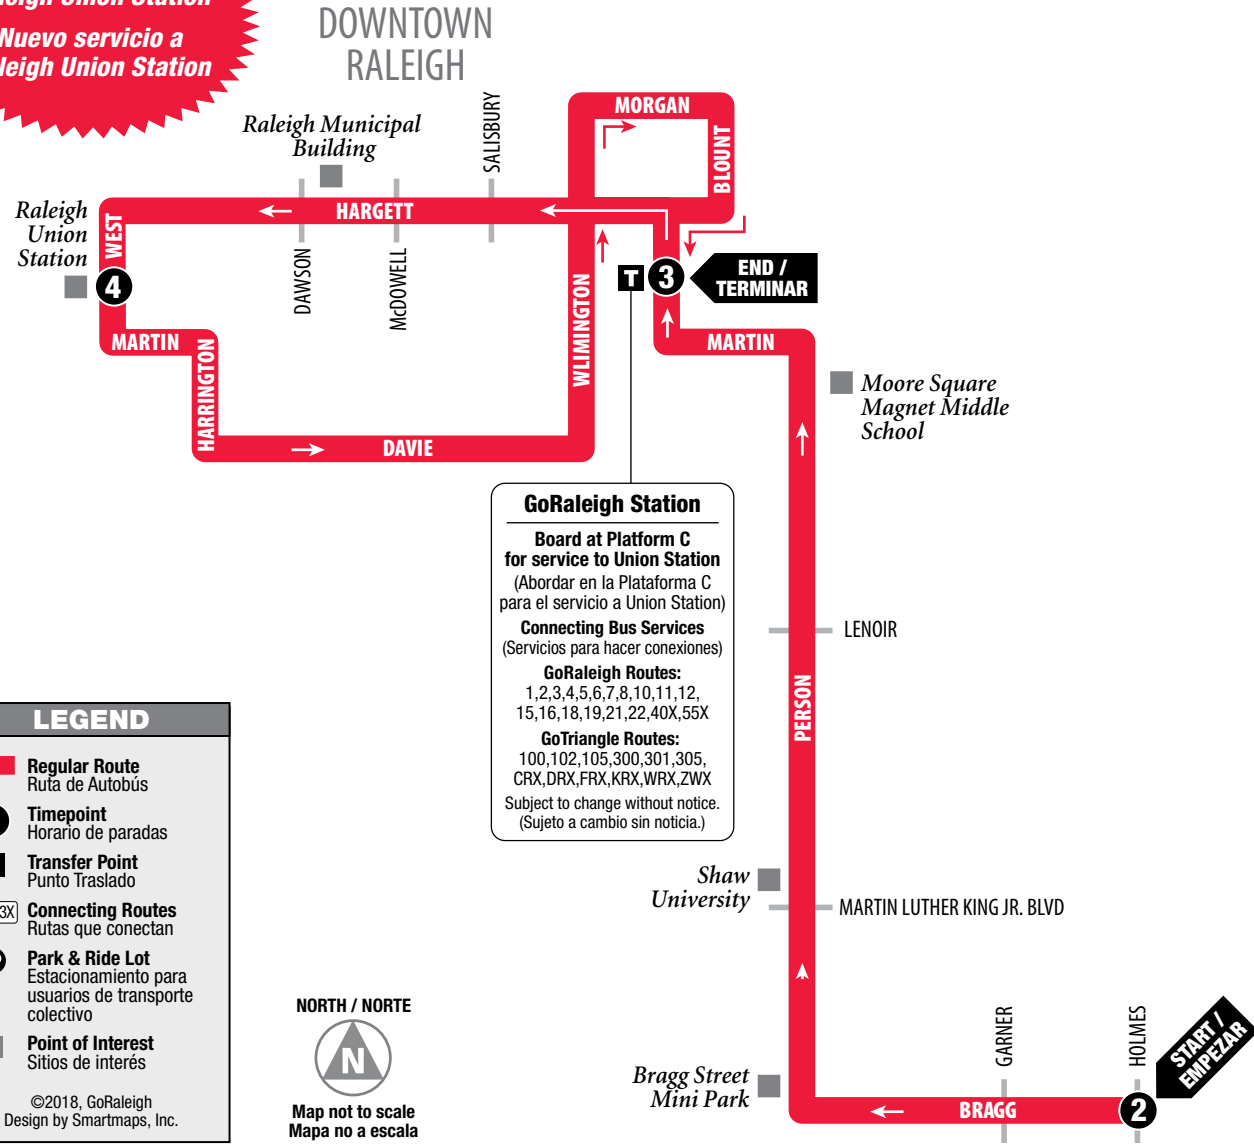 Union Station
Nuevo servicio a
Union Station
DOWNTOWN
RALEIGH
Raleigh Municipal
Building
SALISBURY
MORGAN
BLOUNT
Raleigh
Union
Station
WEST
HARGETT
4
DAWSON
McDOWELL
WLIMINGTON
T
3
END /
TERMINAR
MARTIN
HARRINGTON
MARTIN
DAVIE
Moore Square
Magnet Middle
School
GoRaleigh Station
Board at Platform C
for service to Union Station
(Abordar en la Plataforma C
para el servicio a Union Station)
Connecting Bus Services
(Servicios para hacer conexiones)
GoRaleigh Routes:
1,2,3,4,5,6,7,8,10,11,12,
15,16,18,19,21,22,40X,55X
GoTriangle Routes:
100,102,105,300,301,305,
CRX,DRX,FRX,KRX,WRX,ZWX
Subject to change without notice.
(Sujeto a cambio sin noticia.)
LENOIR
PERSON
Shaw
University
MARTIN LUTHER KING JR. BLVD
LEGEND
Regular Route
Ruta de Autobús
Timepoint
Horario de paradas
Transfer Point
Punto Traslado
3X
Connecting Routes
Rutas que conectan
Park & Ride Lot
Estacionamiento para
usuarios de transporte
colectivo
Point of Interest
Sitios de interés
©2018, GoRaleigh
Design by Smartmaps, Inc.
NORTH / NORTE
N
Map not to scale
Mapa no a escala
Bragg Street
Mini Park
GARNER
HOLMES
START /
EMPEZAR
BRAGG
2